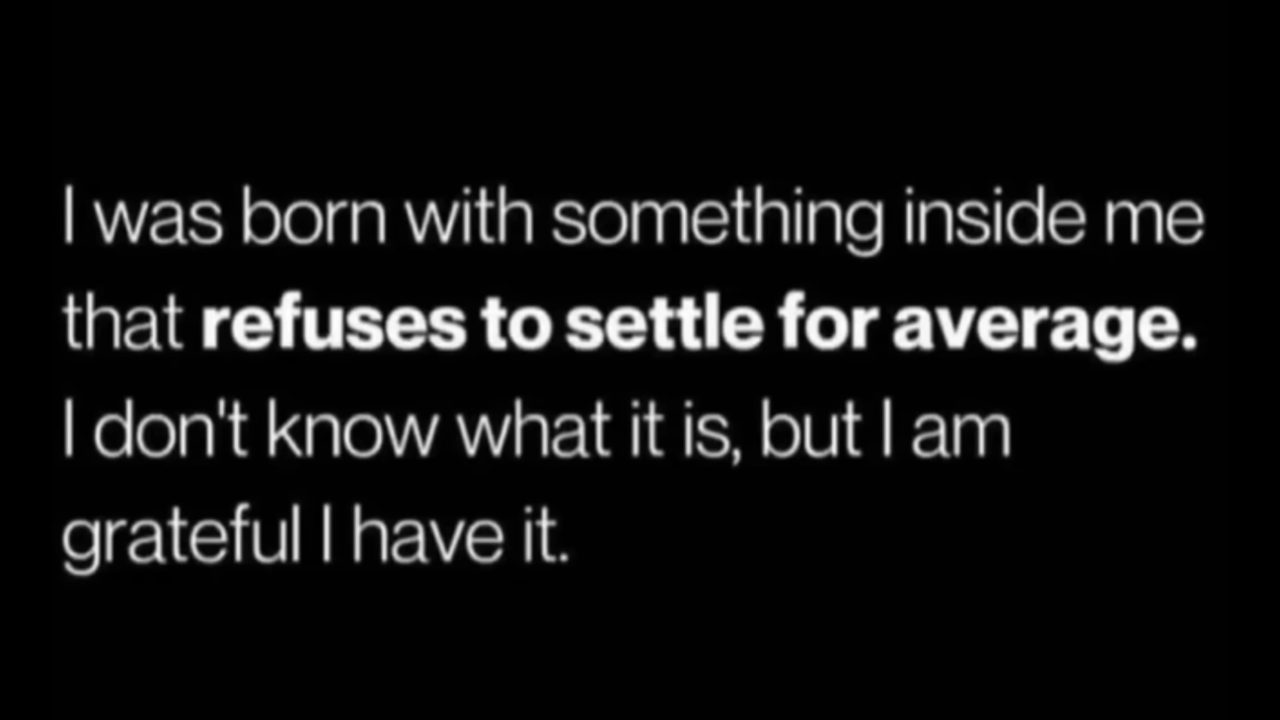 I was born with something inside me
that refuses to settle for average.
I don't know what it is, but I am
grateful I have it.